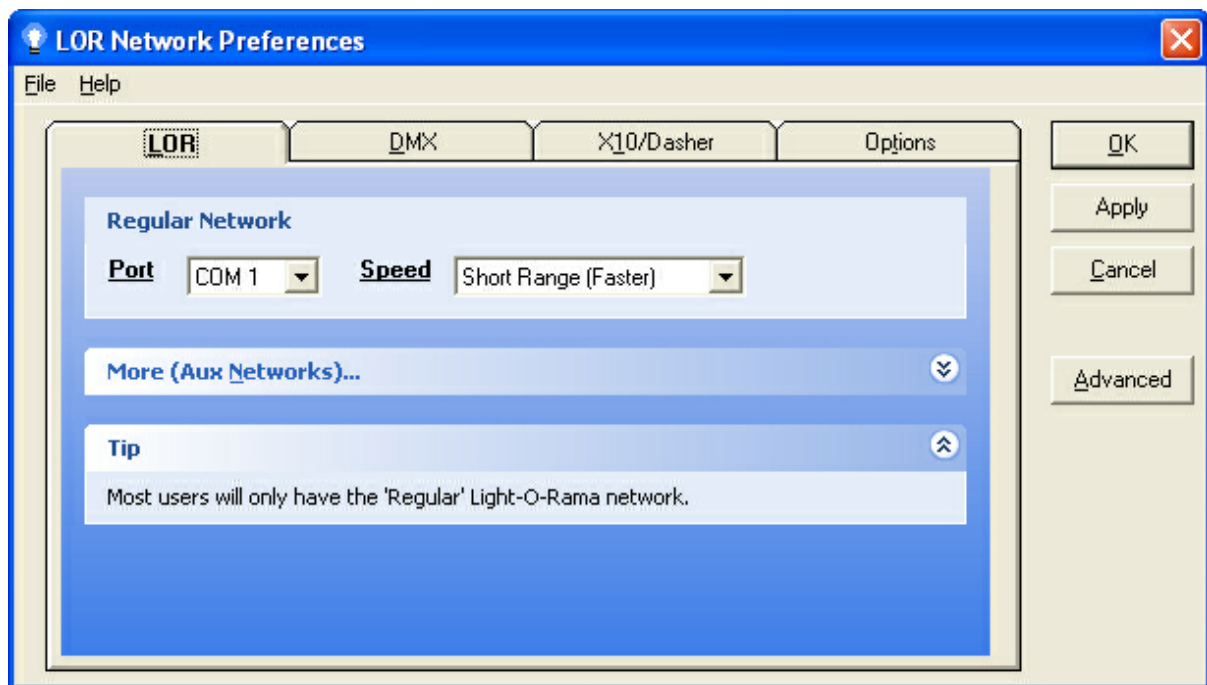 LOR Network Preferences
File Help
LOR DMX X10/Dasher Options
OK
Apply
Cancel
Advanced
Regular Network
Port COM 1 Speed Short Range (Faster)
More (Aux Networks)...
Tip
Most users will only have the 'Regular' Light-O-Rama network.